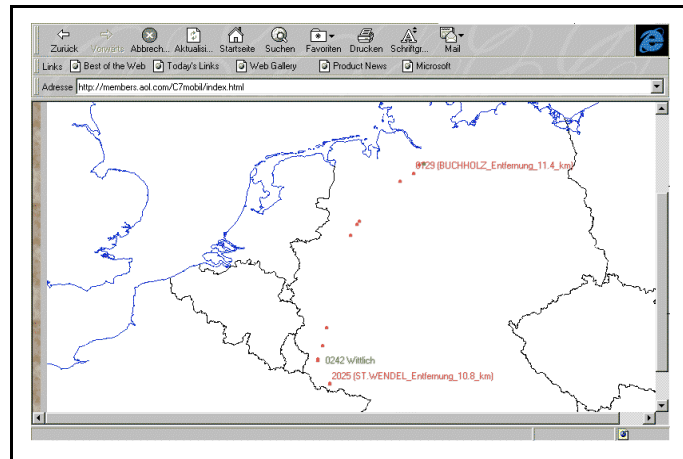 Zurück Vorwärts Abbrech... Aktualisi... Startseite Suchen Favoriten Drucken Schriftgr... Mail
Links Best of the Web Today's Links Web Gallery Product News Microsoft
Adresse http://members.aol.com/C7mobil/index.html
0729 (BUCHHOLZ_Entfernung_11.4_km)
0242 Wittlich
2025 (ST.WENDEL_Entfernung_10.8_km)